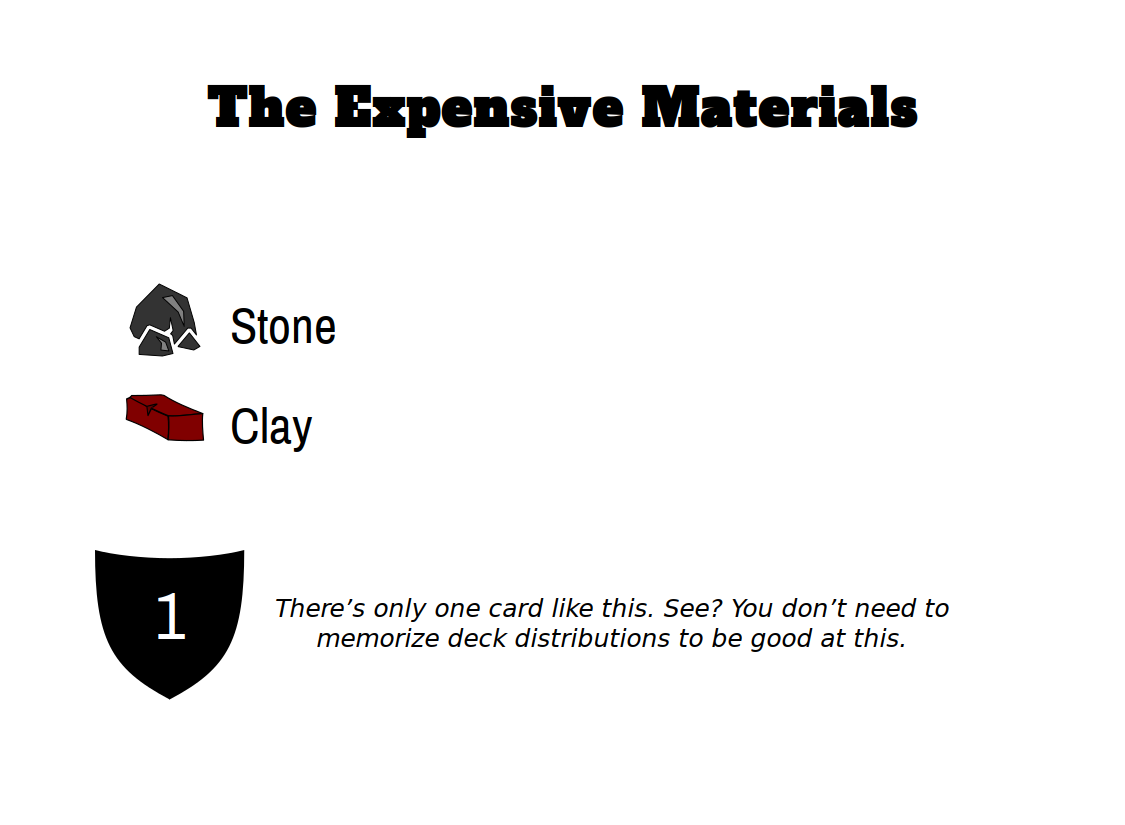 The Expensive Materials
Stone
Clay
1
There’s only one card like this. See? You don’t need to
memorize deck distributions to be good at this.